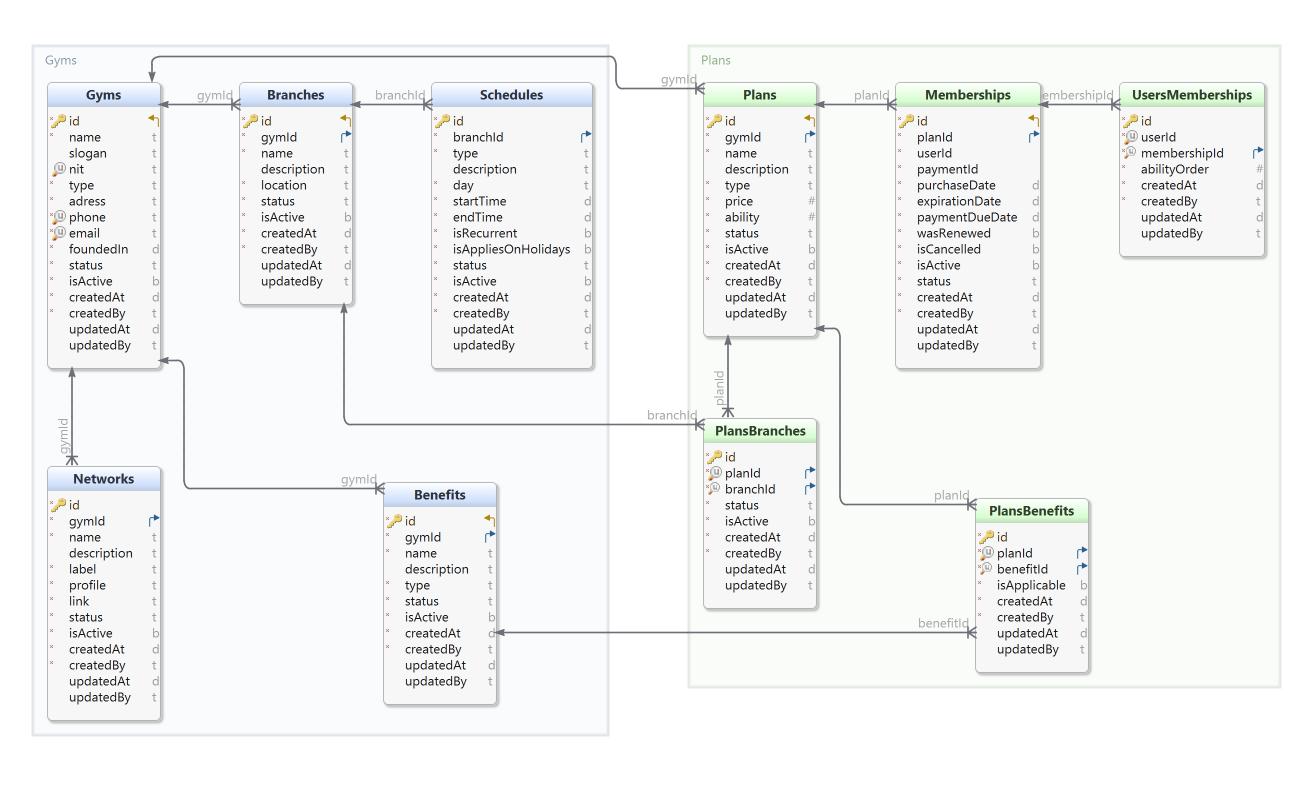 Gyms
Gyms
id
name t
slogan t
nit t
type t
adress t
phone t
email t
foundedIn d
status t
isActive b
createdAt d
createdBy t
updatedAt d
updatedBy t
gymId
Branches
id
gymId
name t
description t
location t
status t
isActive b
createdAt d
createdBy t
updatedAt d
updatedBy t
branchId
Schedules
id
branchId
type t
description t
day d
startTime d
endTime d
isRecurrent b
isAppliesOnHolidays b
status t
isActive b
createdAt d
createdBy t
updatedAt d
updatedBy t
gymId
Networks
id
gymId
name t
description t
label t
profile t
link t
status t
isActive b
createdAt d
createdBy t
updatedAt d
updatedBy t
gymId
Benefits
id
gymId
name t
description t
type t
status t
isActive b
createdAt d
createdBy t
updatedAt d
updatedBy t
Plans
gymId
Plans
id
gymId
name t
description t
type t
price #
ability #
status t
isActive b
createdAt d
createdBy t
updatedAt d
updatedBy t
planId
Memberships
id
planId
userId
paymentId
purchaseDate d
expirationDate d
paymentDueDate d
wasRenewed b
isCancelled b
isActive b
status t
createdAt d
createdBy t
updatedAt d
updatedBy t
embershipId
UsersMemberships
id
userId
membershipId
abilityOrder #
createdAt d
createdBy t
updatedAt d
updatedBy t
planId
branchId
PlansBranches
id
planId
branchId
status t
isActive b
createdAt d
createdBy t
updatedAt d
updatedBy t
planId
PlansBenefits
id
planId
benefitId
isApplicable b
createdAt d
createdBy t
updatedAt d
updatedBy t
benefitId